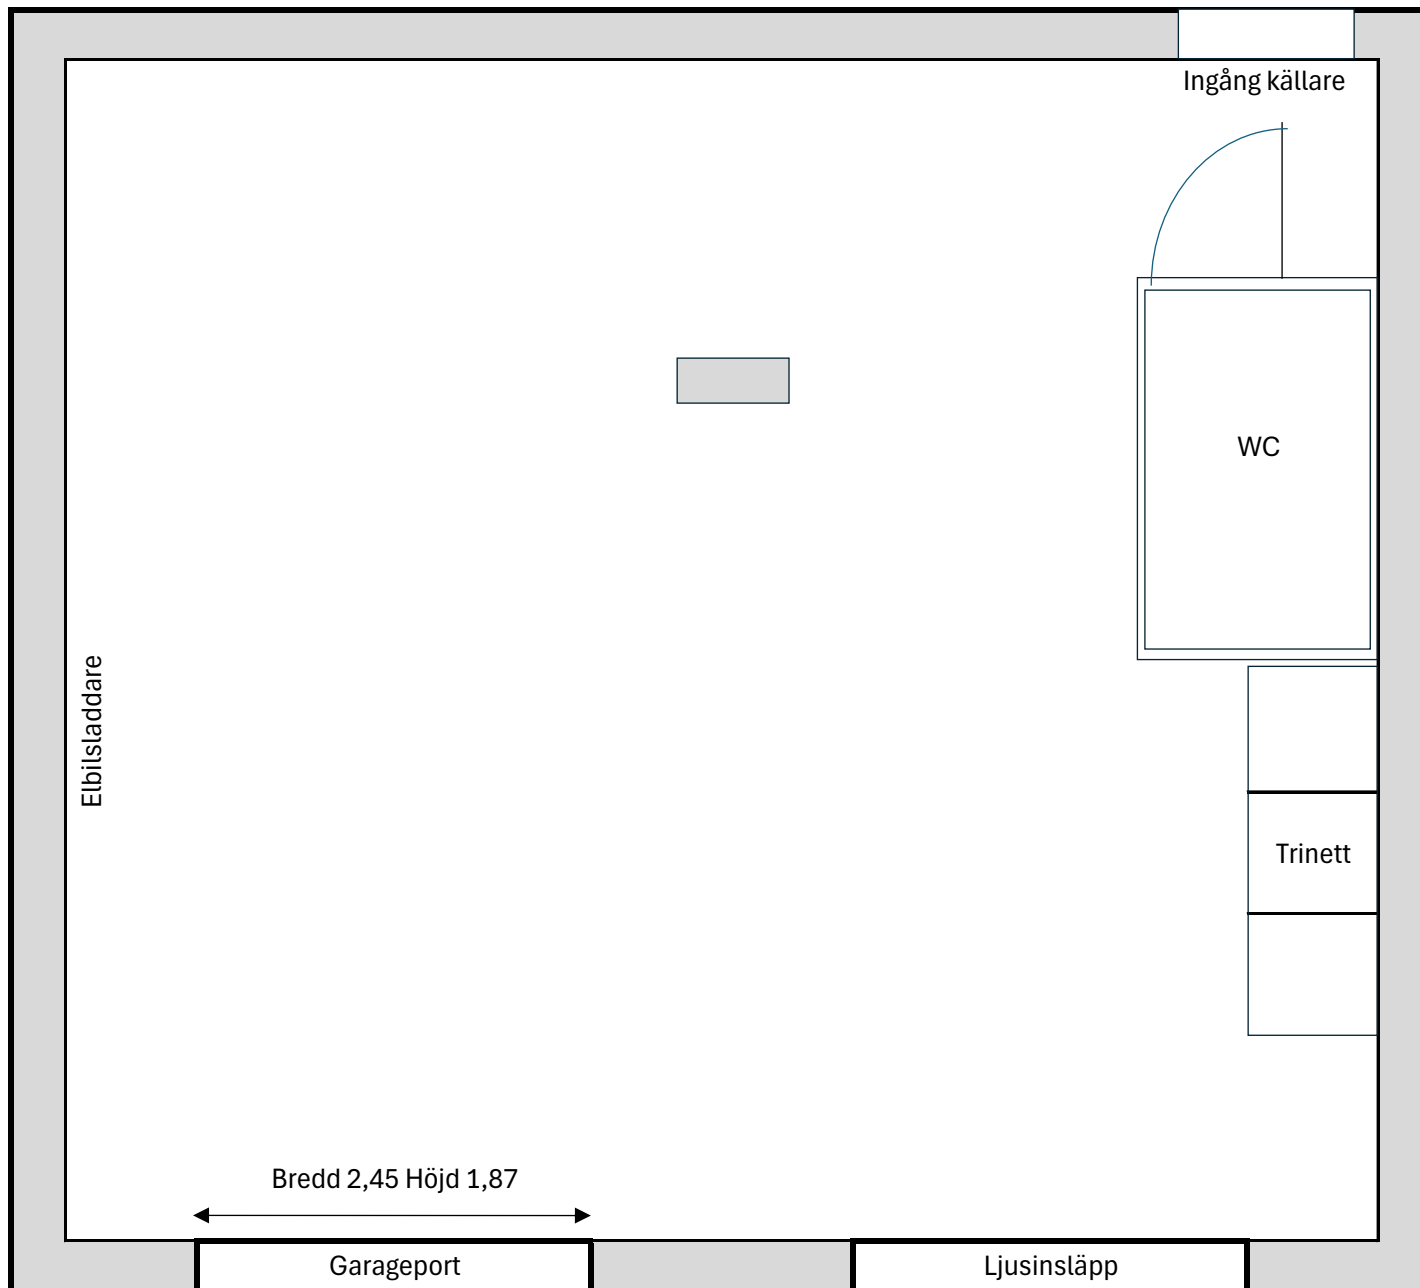 Ingång källare
WC
Elbilsladdare
Trinett
Bredd 2,45 Höjd 1,87
Garageport
Ljusinsläpp